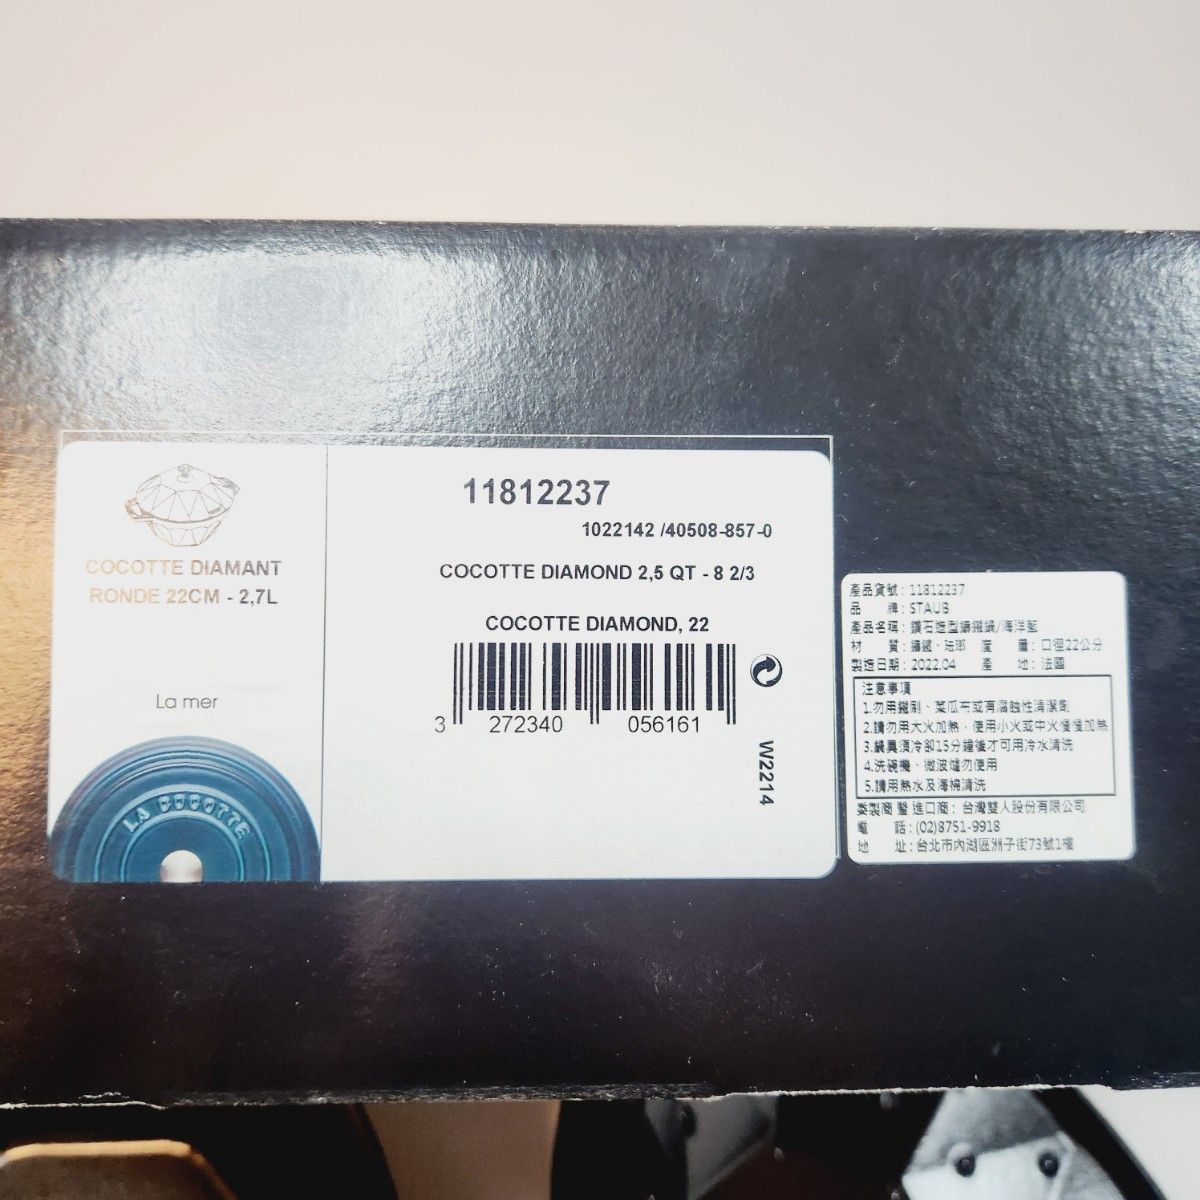 COCOTTE DIAMANT
RONDE 22CM - 2,7L
La mer
LA COCOTTE
11812237
1022142 /40508-857-0
COCOTTE DIAMOND 2,5 QT - 8 2/3
COCOTTE DIAMOND, 22
3 272340 056161
W2214
產品貨號：11812237
品 牌：STAUB
產品名稱：鑽石造型鑄鐵鍋/海洋藍
材 質：鑄鐵、琺瑯 度 量：口徑22公分
製造日期：2022.04 產 地：法國
注意事項
1.勿用鐵刷、菜瓜布或有腐蝕性清潔劑
2.請勿用大火加熱，使用小火或中火慢慢加熱
3.鍋具須冷卻15分鐘後才可用冷水清洗
4.洗碗機、微波爐勿使用
5.請用熱水及海棉清洗
委製商暨進口商：台灣雙人股份有限公司
電 話：(02)8751-9918
地 址：台北市內湖區洲子街73號1樓